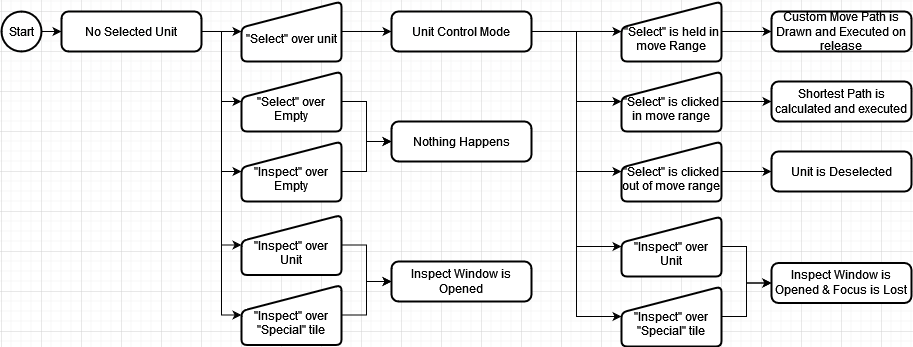 Start
No Selected Unit
"Select" over unit
Unit Control Mode
"Select" is held in
move Range
Custom Move Path is
Drawn and Executed on
release
"Select" over
Empty
"Select" is clicked
in move range
Shortest Path is
calculated and executed
Nothing Happens
"Inspect" over
Empty
"Select" is clicked
out of move range
Unit is Deselected
"Inspect" over
Unit
Inspect Window is
Opened
"Inspect" over
"Special" tile
"Inspect" over
Unit
Inspect Window is
Opened & Focus is Lost
"Inspect" over
"Special" tile